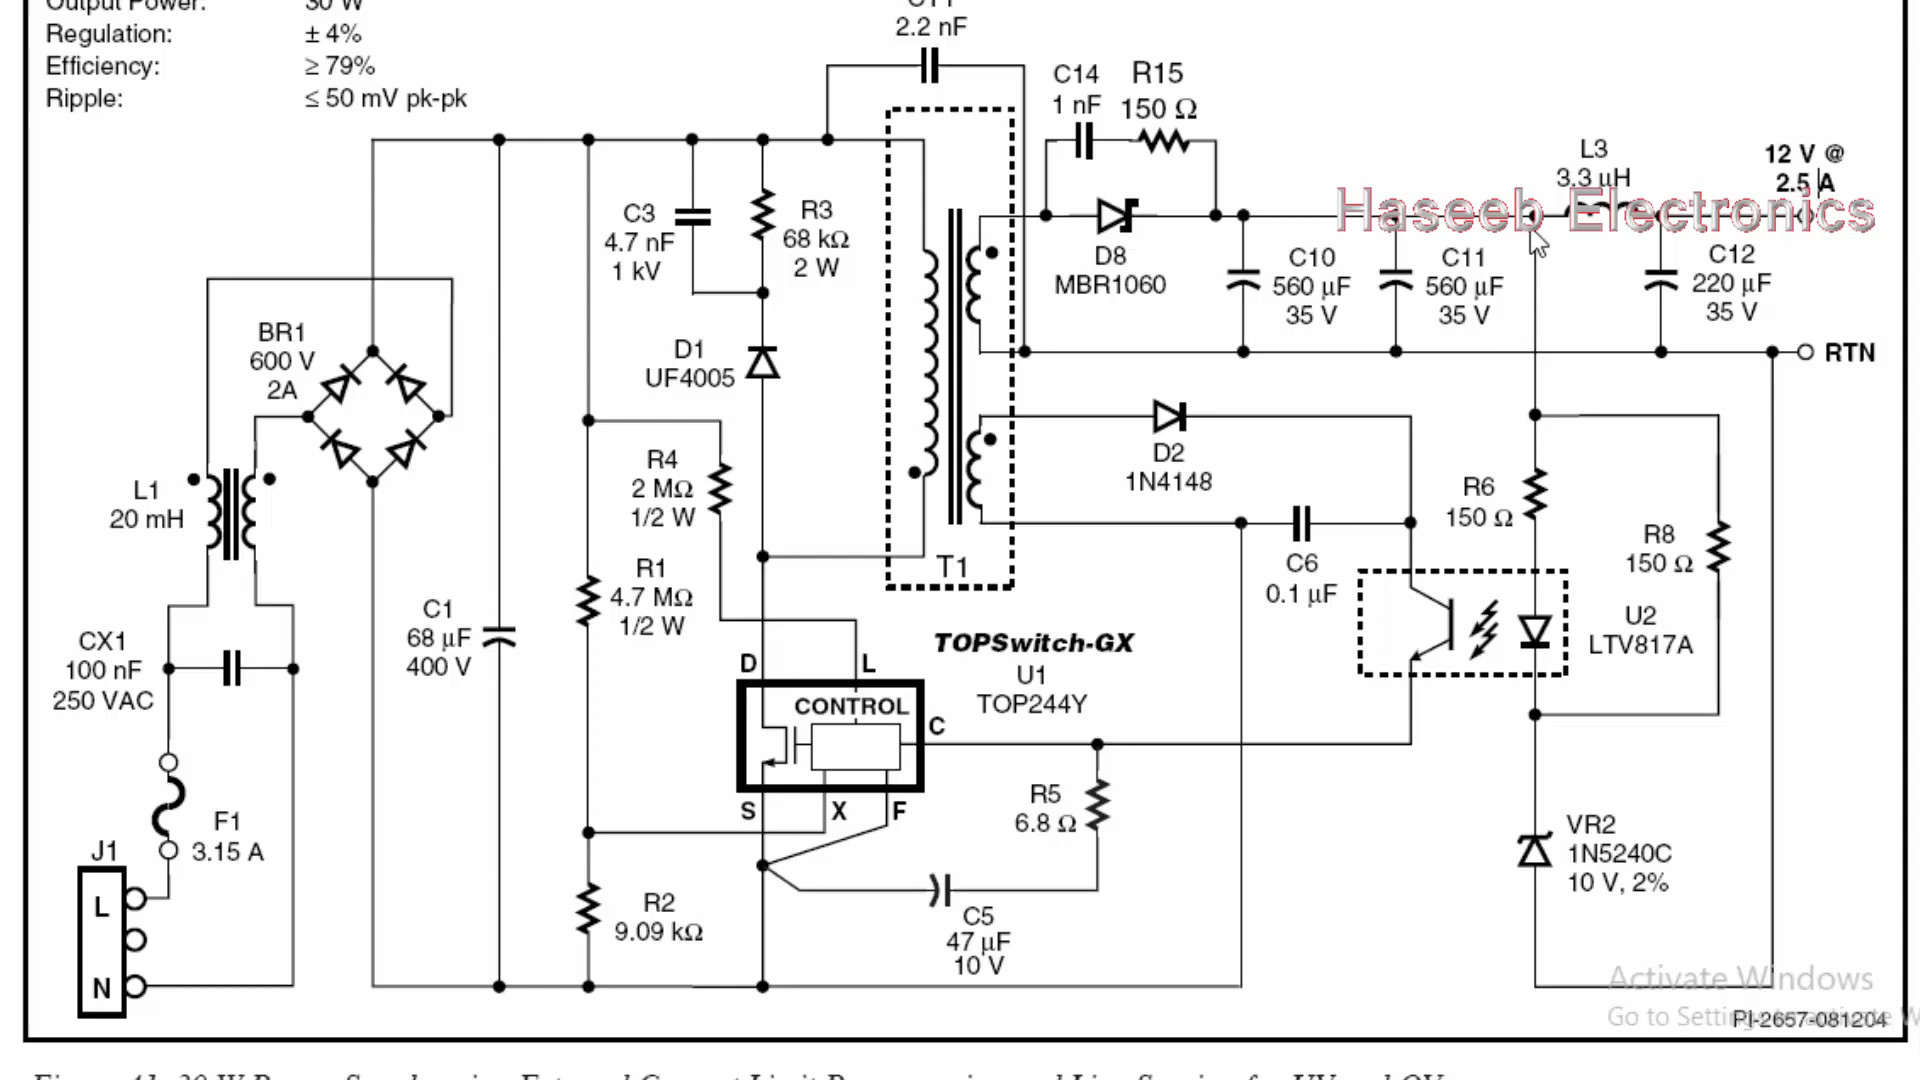 Output Power: 30 W
Regulation: ± 4%
Efficiency: ≥ 79%
Ripple: ≤ 50 mV pk-pk
2.2 nF
C14
1 nF
R15
150 Ω
L3
3.3 µH
12 V @
2.5 A
Haseeb Electronics
C3
4.7 nF
1 kV
R3
68 kΩ
2 W
D8
MBR1060
C10
560 µF
35 V
C11
560 µF
35 V
C12
220 µF
35 V
RTN
BR1
600 V
2A
D1
UF4005
D2
1N4148
R4
2 MΩ
1/2 W
L1
20 mH
R6
150 Ω
R8
150 Ω
T1
C6
0.1 µF
R1
4.7 MΩ
1/2 W
C1
68 µF
400 V
CX1
100 nF
250 VAC
TOPSwitch-GX
U1
TOP244Y
U2
LTV817A
D
L
CONTROL
C
S
X
F
R5
6.8 Ω
F1
3.15 A
J1
L
N
VR2
1N5240C
10 V, 2%
R2
9.09 kΩ
C5
47 µF
10 V
Activate Windows
Go to Settings to activate W
PI-2657-081204